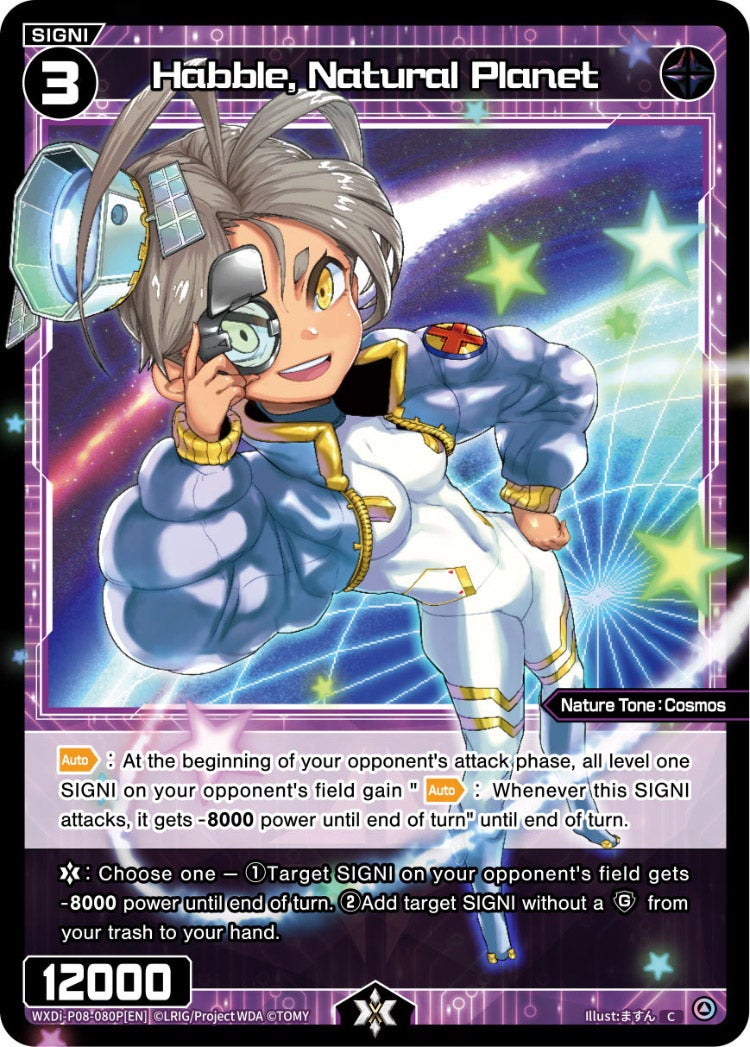 SIGNI
3
Habble, Natural Planet
Nature Tone:Cosmos
Auto : At the beginning of your opponent's attack phase, all level one
SIGNI on your opponent's field gain " Auto : Whenever this SIGNI
attacks, it gets -8000 power until end of turn" until end of turn.
: Choose one — ①Target SIGNI on your opponent's field gets
-8000 power until end of turn. ②Add target SIGNI without a G from
your trash to your hand.
12000
WXDi-P08-080P[EN] ©LRIG/Project WDA ©TOMY
Illust:ますん C